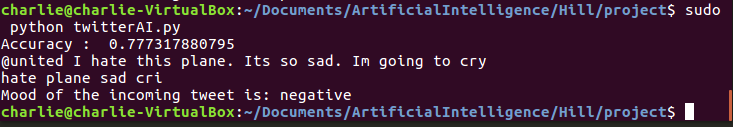 charlie@charlie-VirtualBox:~/Documents/ArtificialIntelligence/Hill/project$ sudo
 python twitterAI.py
Accuracy :  0.777317880795
@united I hate this plane. Its so sad. Im going to cry
hate plane sad cri
Mood of the incoming tweet is: negative
charlie@charlie-VirtualBox:~/Documents/ArtificialIntelligence/Hill/project$